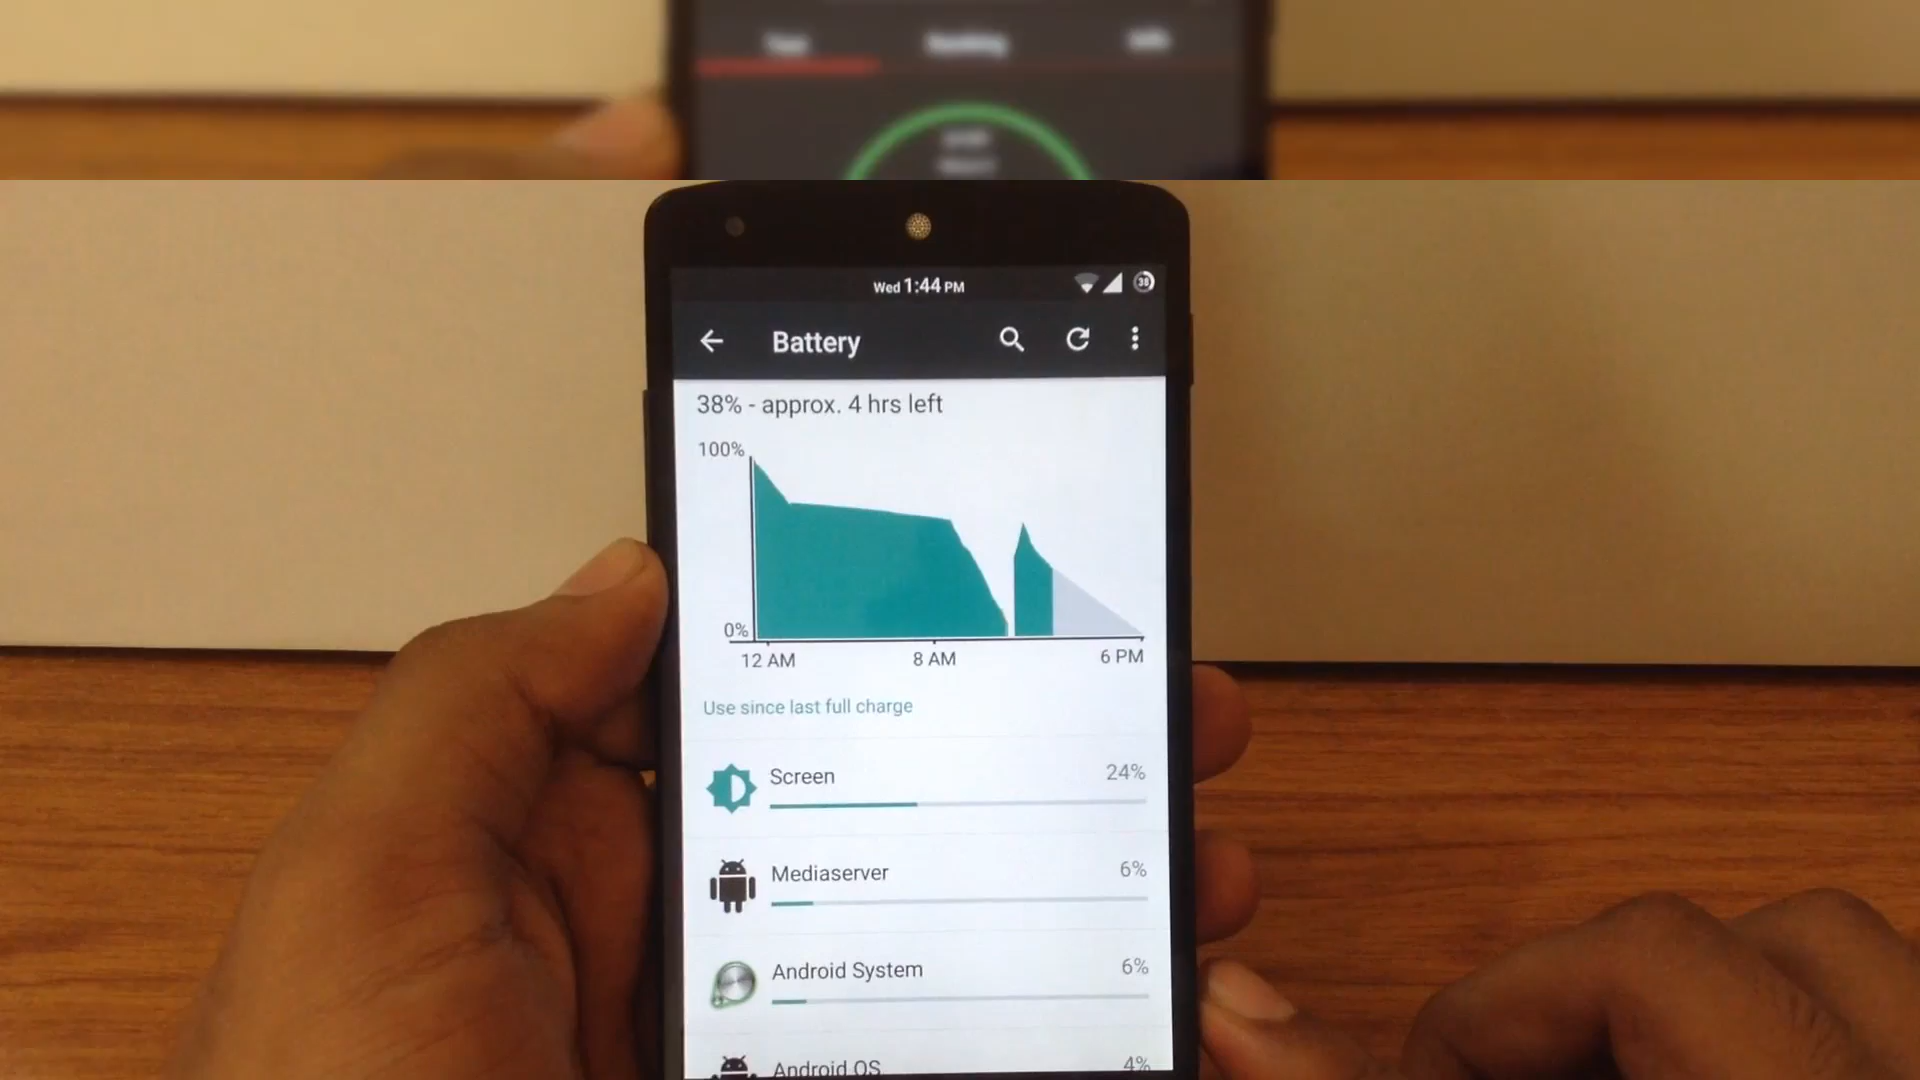 Wed 1:44 PM
38
Battery
38% - approx. 4 hrs left
100%
0%
12 AM 8 AM 6 PM
Use since last full charge
Screen 24%
Mediaserver 6%
Android System 6%
Android OS 4%